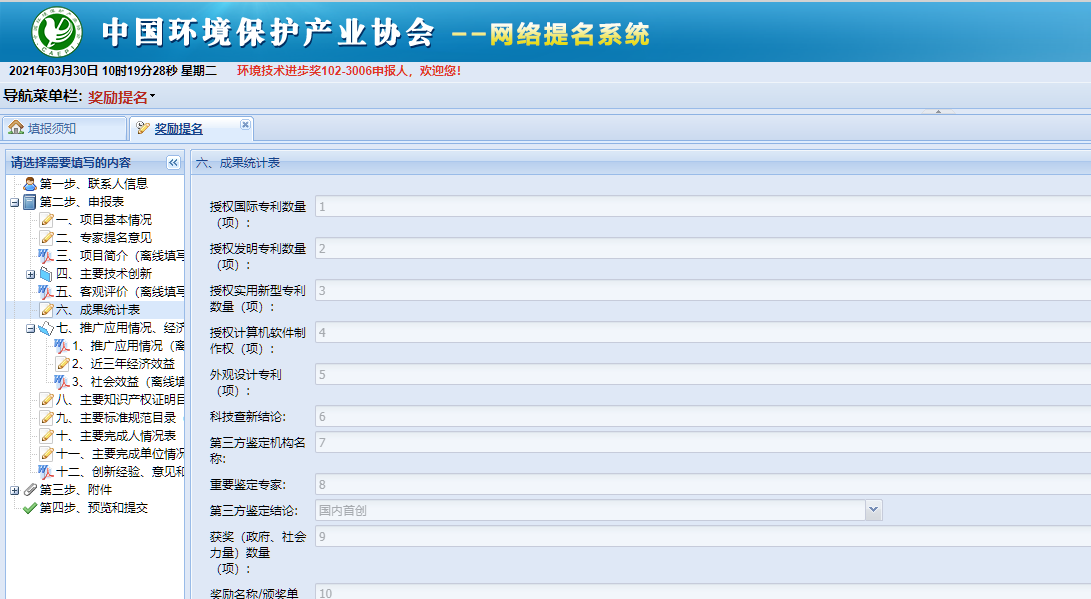 中国环境保护产业协会 --网络提名系统
CAEPI
2021年03月30日 10时19分28秒 星期二 环境技术进步奖102-3006申报人，欢迎您！
导航菜单栏: 奖励提名
填报须知 奖励提名
请选择需要填写的内容
第一步、联系人信息
第二步、申报表
一、项目基本情况
二、专家提名意见
三、项目简介（离线填写
四、主要技术创新
五、客观评价（离线填写
六、成果统计表
七、推广应用情况、经济
1、推广应用情况（离
2、近三年经济效益
3、社会效益（离线填
八、主要知识产权证明目
九、主要标准规范目录（
十、主要完成人情况表
十一、主要完成单位情况
十二、创新经验、意见和
第三步、附件
第四步、预览和提交
六、成果统计表
授权国际专利数量
（项）： 1
授权发明专利数量
（项）： 2
授权实用新型专利
数量（项）： 3
授权计算机软件制
作权（项）： 4
外观设计专利
（项）： 5
科技查新结论: 6
第三方鉴定机构名
称: 7
重要鉴定专家: 8
第三方鉴定结论: 国内首创
获奖（政府、社会
力量）数量
（项）： 9
奖励名称/颁奖单 10